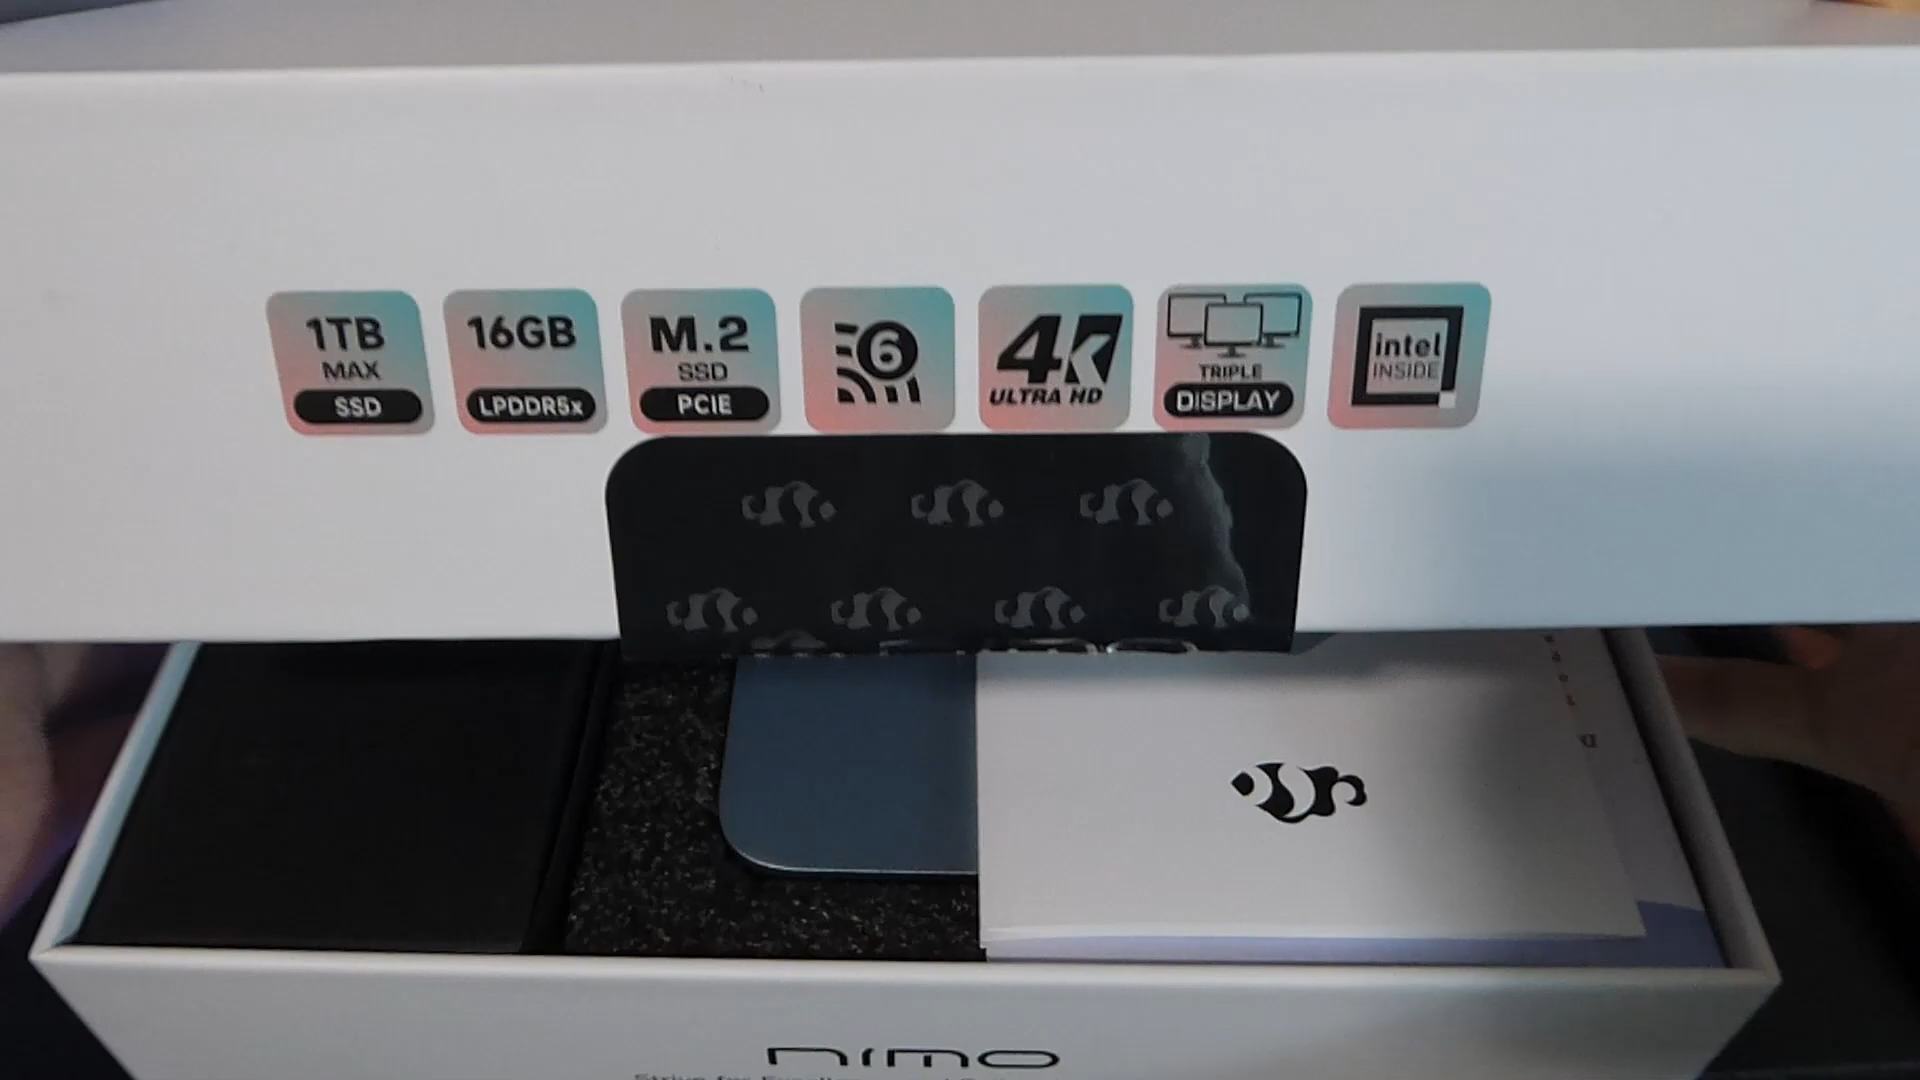 1TB
MAX
SSD
16GB
LPDDR5x
M.2
SSD
PCIE
6
4K
ULTRA HD
TRIPLE
DISPLAY
intel
INSIDE
nimo